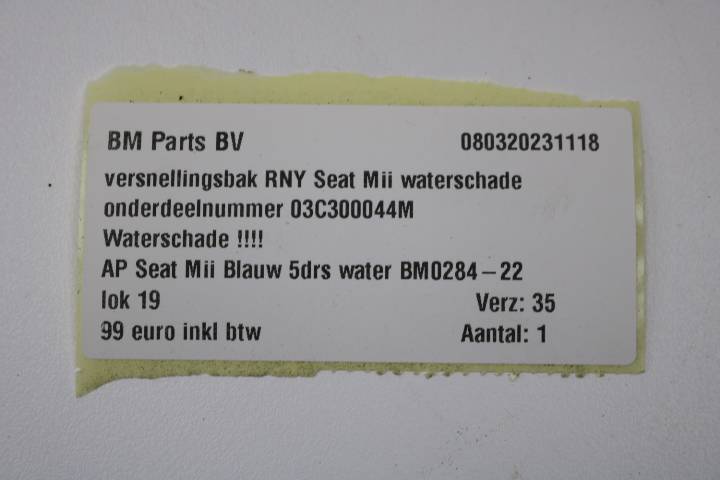 BM Parts BV 080320231118
versnellingsbak RNY Seat Mii waterschade
onderdeelnummer 03C300044M
Waterschade !!!!
AP Seat Mii Blauw 5drs water BM0284-22
lok 19 Verz: 35
99 euro inkl btw Aantal: 1